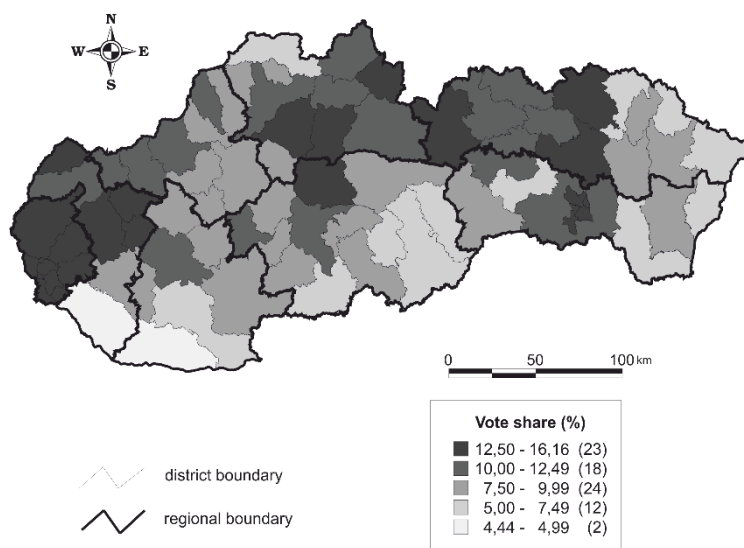 N
W E
S
0 50 100 km
Vote share (%)
12,50 - 16,16 (23)
10,00 - 12,49 (18)
7,50 - 9,99 (24)
5,00 - 7,49 (12)
4,44 - 4,99 (2)
district boundary
regional boundary